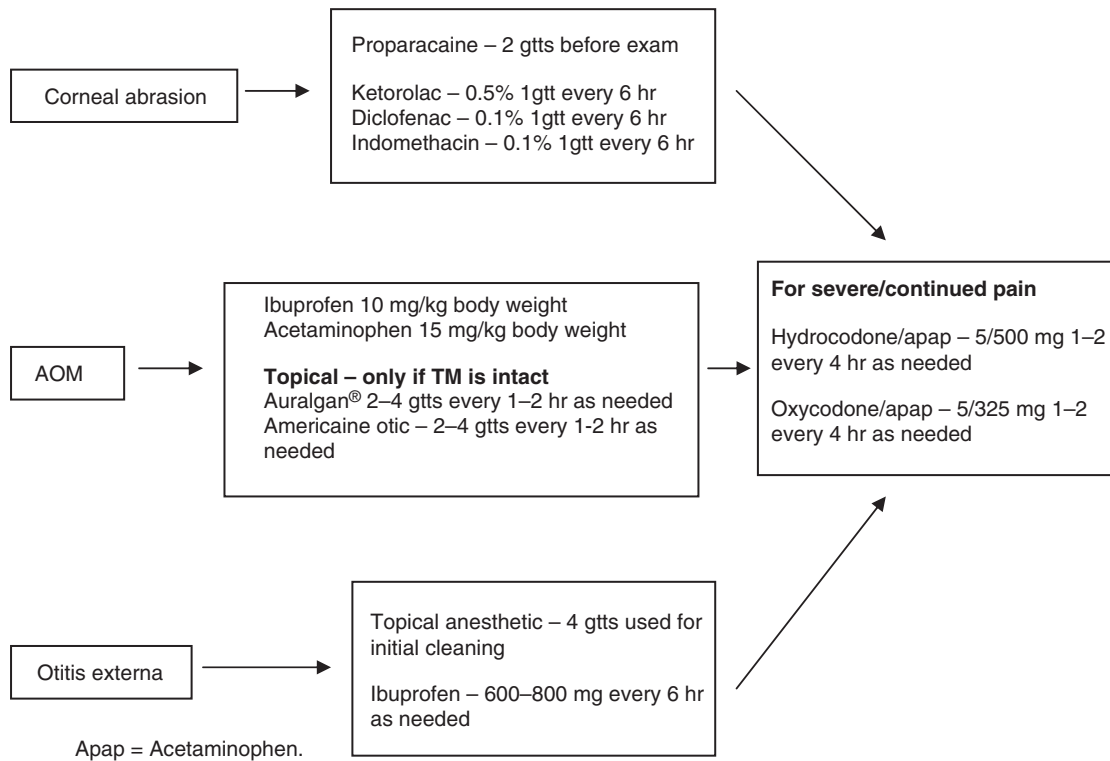 Corneal abrasion
Proparacaine – 2 gtts before exam
Ketorolac – 0.5% 1gtt every 6 hr
Diclofenac – 0.1% 1gtt every 6 hr
Indomethacin – 0.1% 1gtt every 6 hr
AOM
Ibuprofen 10 mg/kg body weight
Acetaminophen 15 mg/kg body weight
Topical – only if TM is intact
Auralgan® 2–4 gtts every 1–2 hr as needed
Americaine otic – 2–4 gtts every 1-2 hr as
needed
For severe/continued pain
Hydrocodone/apap – 5/500 mg 1–2
every 4 hr as needed
Oxycodone/apap – 5/325 mg 1–2
every 4 hr as needed
Otitis externa
Topical anesthetic – 4 gtts used for
initial cleaning
Ibuprofen – 600–800 mg every 6 hr
as needed
Apap = Acetaminophen.